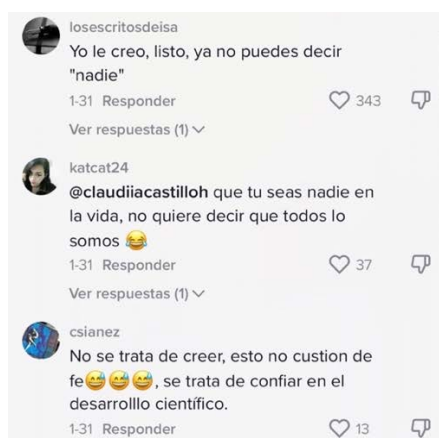 losescritosdeisa
Yo le creo, listo, ya no puedes decir
"nadie"
1-31 Responder 343
Ver respuestas (1)
katcat24
@claudiiacastilloh que tu seas nadie en
la vida, no quiere decir que todos lo
somos 😂
1-31 Responder 37
Ver respuestas (1)
csianez
No se trata de creer, esto no custion de
fe😅😅😅, se trata de confiar en el
desarrolllo científico.
1-31 Responder 13